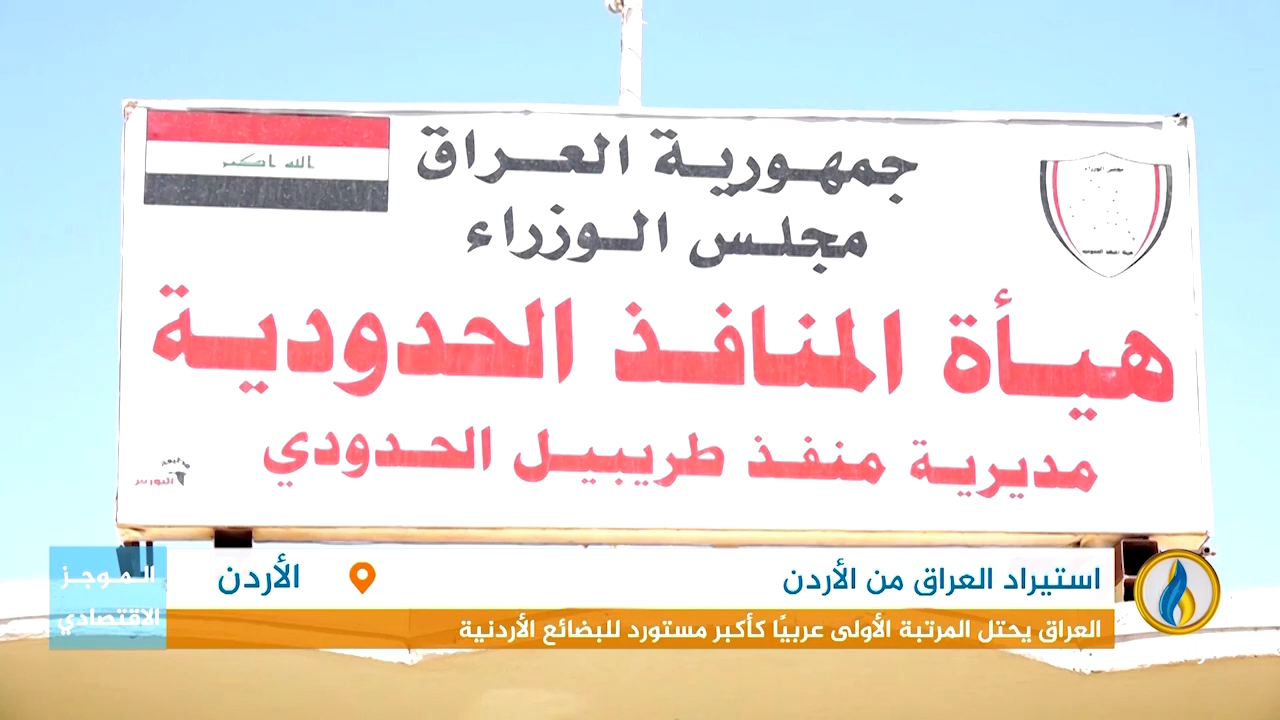 الله اكبر
جمهورية العراق
مجلس الوزراء
هيأة المنافذ الحدودية
مديرية منفذ طريبيل الحدودي
استيراد العراق من الأردن
الأردن
العراق يحتل المرتبة الأولى عربيًا كأكبر مستورد للبضائع الأردنية
الموجز
الاقتصادي